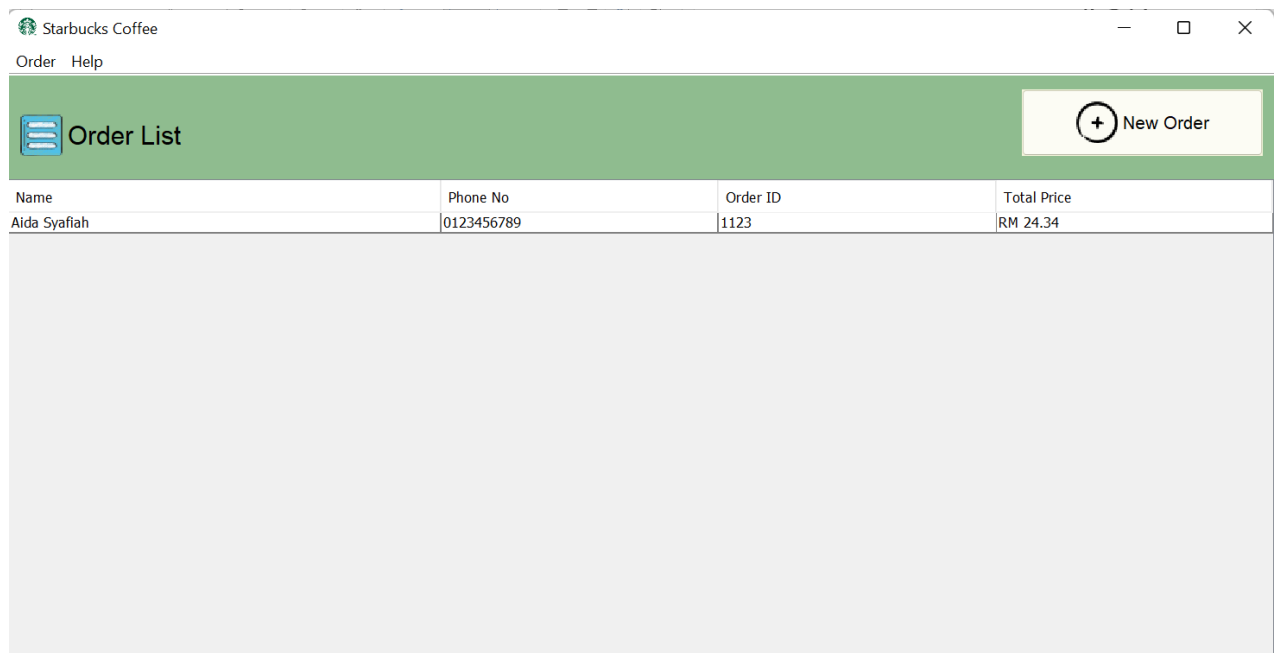 Starbucks Coffee
Order Help
Order List
New Order
Name Phone No Order ID Total Price
Aida Syafiah 0123456789 1123 RM 24.34